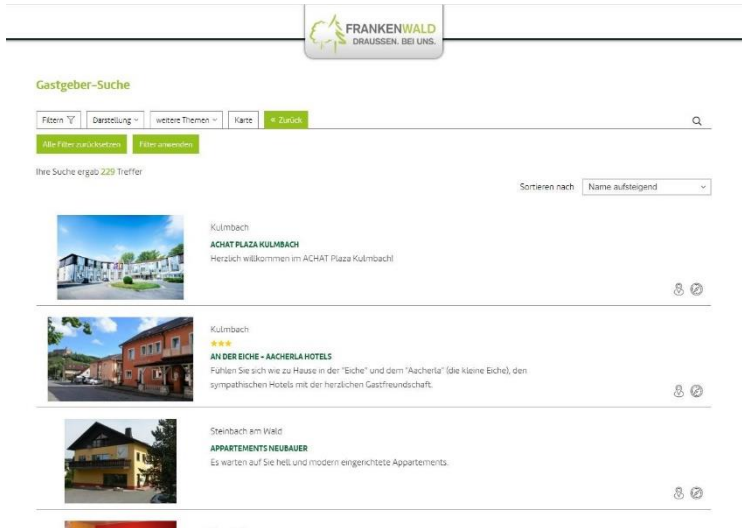 FRANKENWALD
DRAUSSEN. BEI UNS.
Gastgeber-Suche
Filtern
Darstellung
weitere Themen
Karte
« Zurück
Alle Filter zurücksetzen
Filter anwenden
Ihre Suche ergab 229 Treffer
Sortieren nach
Name aufsteigend
Kulmbach
ACHAT PLAZA KULMBACH
Herzlich willkommen im ACHAT Plaza Kulmbach!
Kulmbach
AN DER EICHE - AACHERLA HOTELS
Fühlen Sie sich wie zu Hause in der "Eiche" und dem "Aacherla" (die kleine Eiche), den
sympathischen Hotels mit der herzlichen Gastfreundschaft.
Steinbach am Wald
APPARTEMENTS NEUBAUER
Es warten auf Sie hell und modern eingerichtete Appartements.